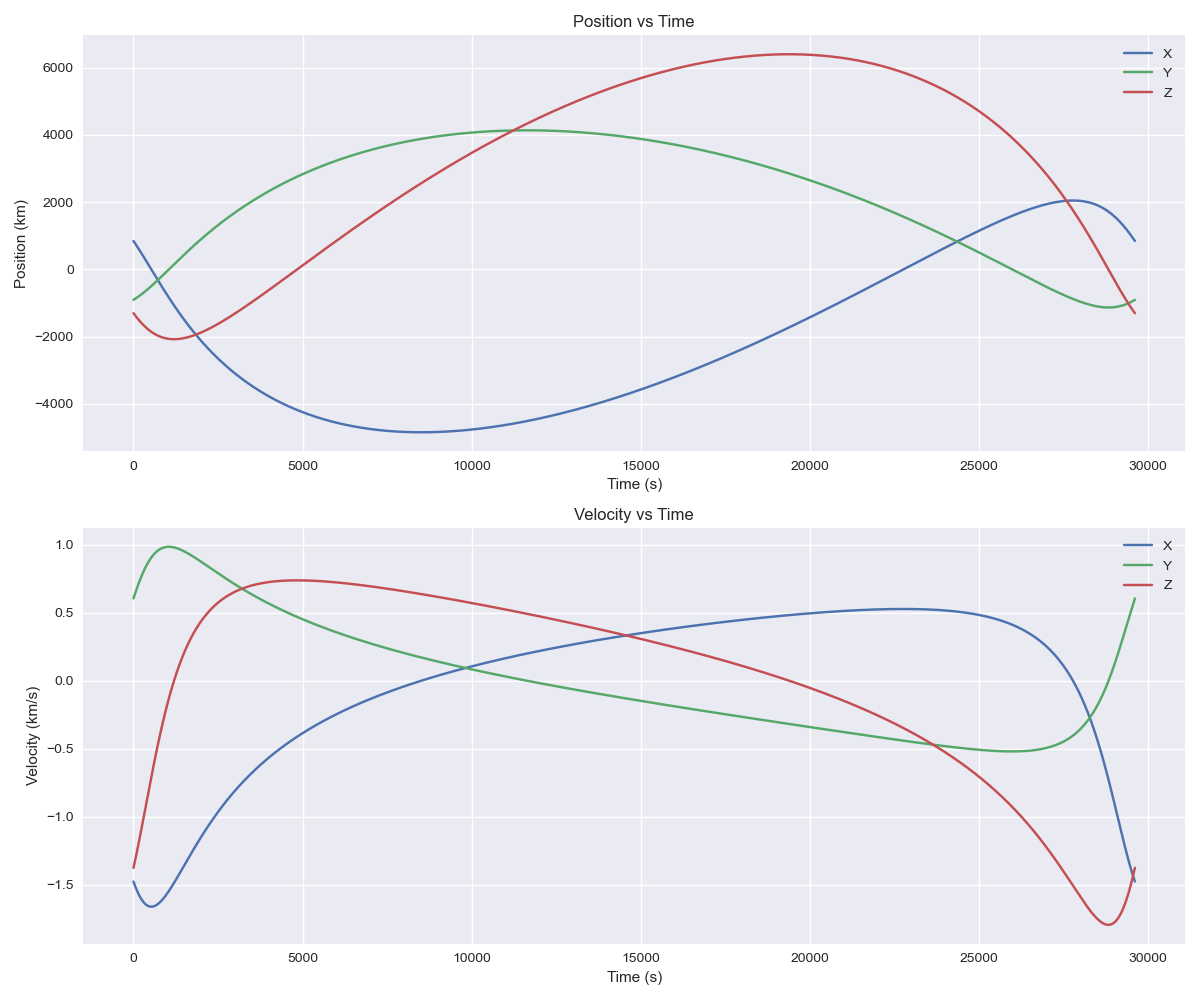 Position vs Time
Position (km)
6000
4000
2000
0
−2000
−4000
X
Y
Z
0 5000 10000 15000 20000 25000 30000
Time (s)
Velocity vs Time
Velocity (km/s)
1.0
0.5
0.0
−0.5
−1.0
−1.5
X
Y
Z
0 5000 10000 15000 20000 25000 30000
Time (s)